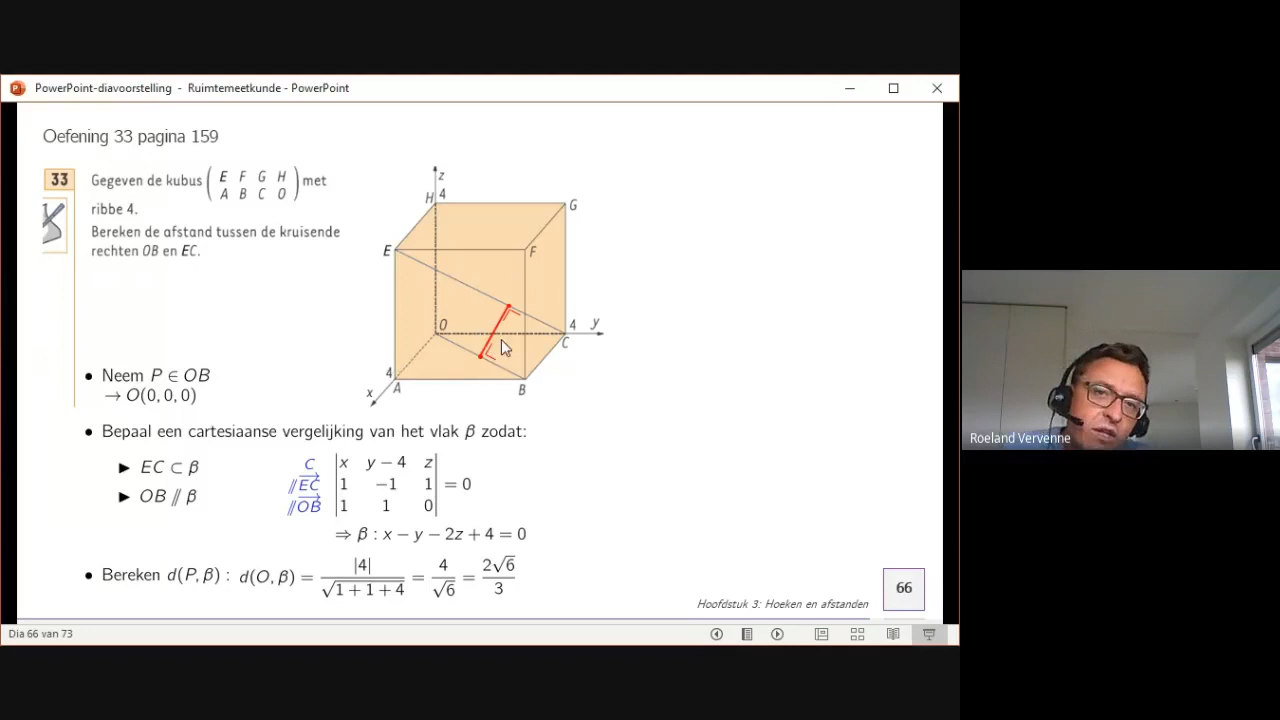 PowerPoint-diavoorstelling - Ruimtemeetkunde - PowerPoint
Oefening 33 pagina 159
33 Gegeven de kubus ( E F G H
A B C O ) met
ribbe 4.
Bereken de afstand tussen de kruisende
rechten OB en EC.
z
H 4
G
E
F
O
4 y
C
4
A
x
B
• Neem P ∈ OB
→ O(0, 0, 0)
• Bepaal een cartesiaanse vergelijking van het vlak β zodat:
► EC ⊂ β
► OB ∥ β
C | x y − 4 z |
∥EC | 1 −1 1 | = 0
∥OB | 1 1 0 |
⇒ β : x − y − 2z + 4 = 0
• Bereken d(P, β) : d(O, β) = |4| / √(1 + 1 + 4) = 4 / √6 = 2√6 / 3
66
Hoofdstuk 3: Hoeken en afstanden
Dia 66 van 73
Roeland Vervenne